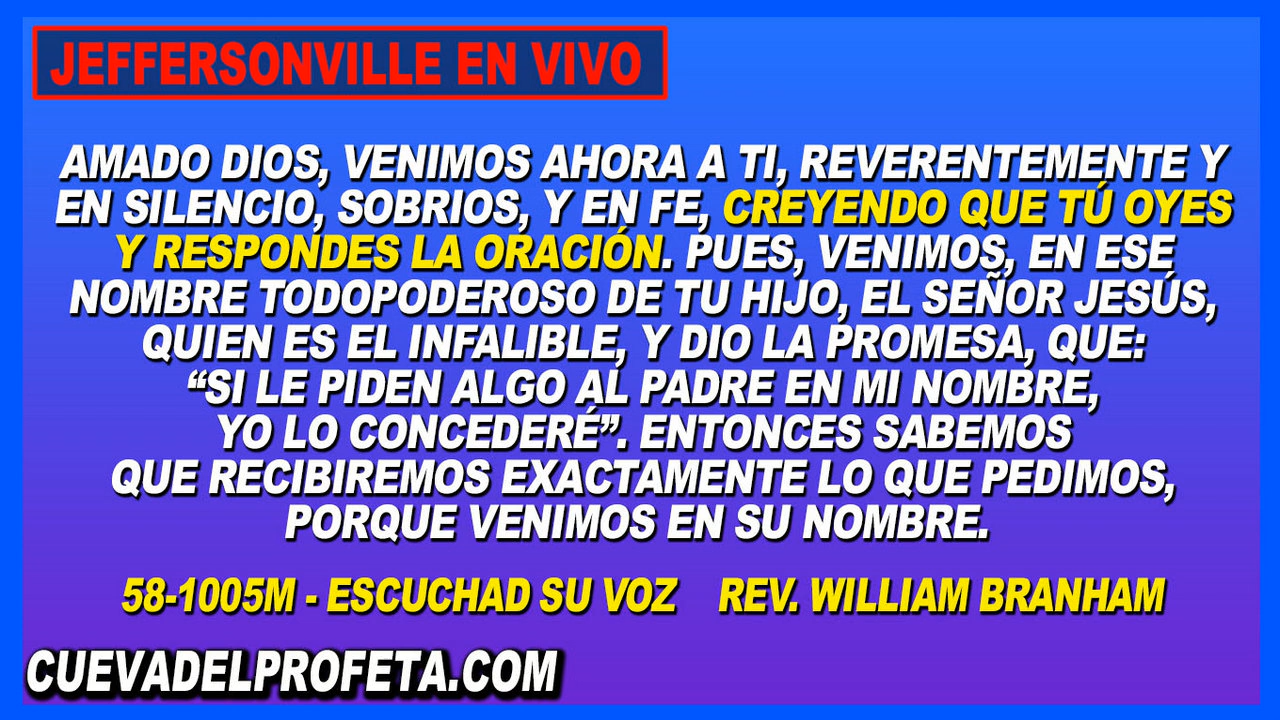 JEFFERSONVILLE EN VIVO
AMADO DIOS, VENIMOS AHORA A TI, REVERENTEMENTE Y
EN SILENCIO, SOBRIOS, Y EN FE, CREYENDO QUE TÚ OYES
Y RESPONDES LA ORACIÓN. PUES, VENIMOS, EN ESE
NOMBRE TODOPODEROSO DE TU HIJO, EL SEÑOR JESÚS,
QUIEN ES EL INFALIBLE, Y DIO LA PROMESA, QUE:
“SI LE PIDEN ALGO AL PADRE EN MI NOMBRE,
YO LO CONCEDERÉ”. ENTONCES SABEMOS
QUE RECIBIREMOS EXACTAMENTE LO QUE PEDIMOS,
PORQUE VENIMOS EN SU NOMBRE.
58-1005M - ESCUCHAD SU VOZ REV. WILLIAM BRANHAM
CUEVADELPROFETA.COM